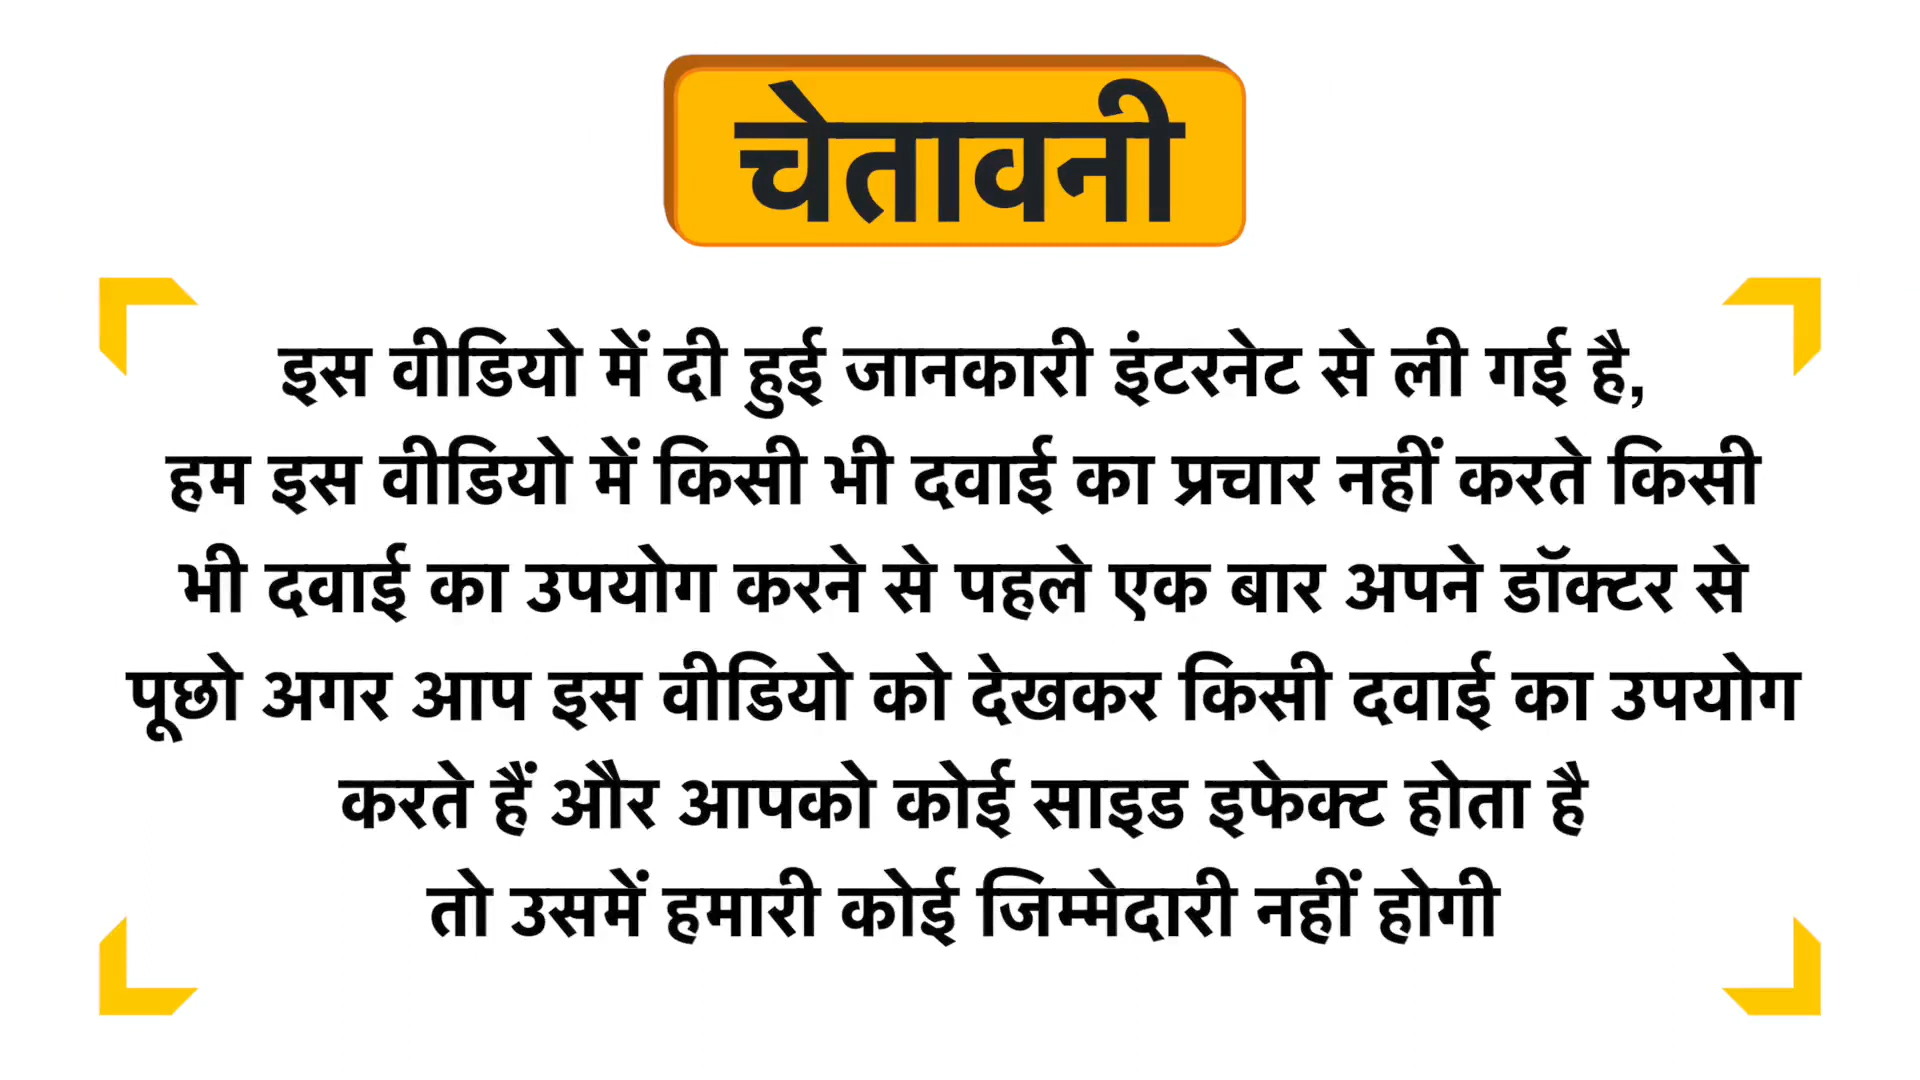 चेतावनी
इस वीडियो में दी हुई जानकारी इंटरनेट से ली गई है,
हम इस वीडियो में किसी भी दवाई का प्रचार नहीं करते किसी
भी दवाई का उपयोग करने से पहले एक बार अपने डॉक्टर से
पूछो अगर आप इस वीडियो को देखकर किसी दवाई का उपयोग
करते हैं और आपको कोई साइड इफेक्ट होता है
तो उसमें हमारी कोई जिम्मेदारी नहीं होगी